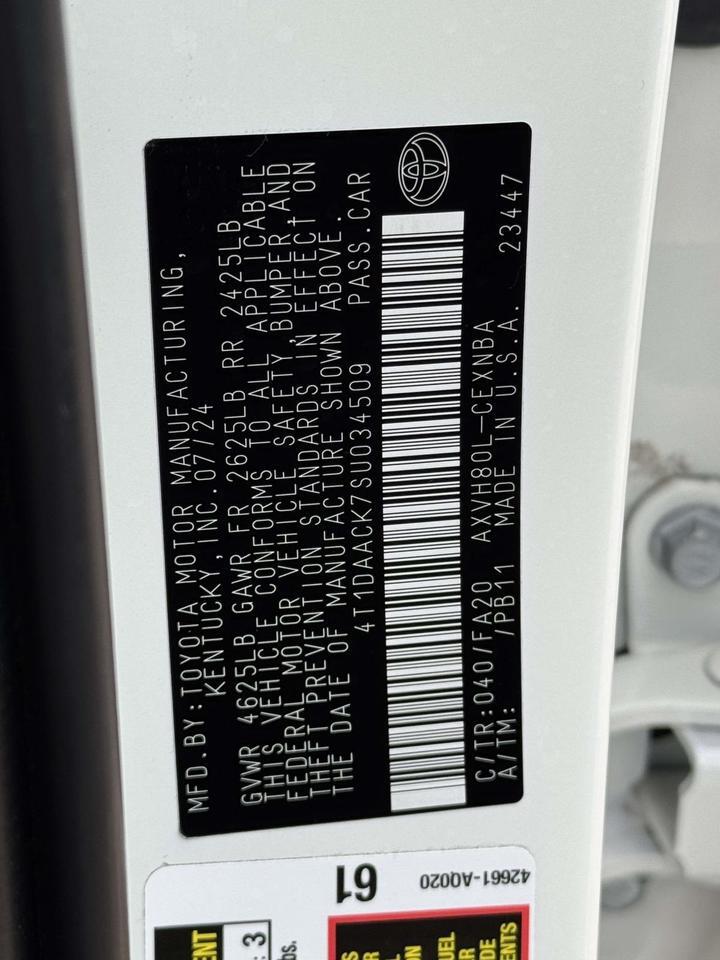 MFD.BY:TOYOTA MOTOR MANUFACTURING,
KENTUCKY, INC. 07/24
GVWR 4625LB GAWR FR 2625LB RR 2425LB
THIS VEHICLE CONFORMS TO ALL APPLICABLE
FEDERAL MOTOR VEHICLE SAFETY, BUMPER, AND
THEFT PREVENTION STANDARDS IN EFFECT ON
THE DATE OF MANUFACTURE SHOWN ABOVE.
4T1DAACK7SU034509 PASS.CAR
C/TR:040/FA20 AXVH80L-CEXNBA
A/TM: /PB11 MADE IN U.S.A. 23447
61
42661-A0020
: 3